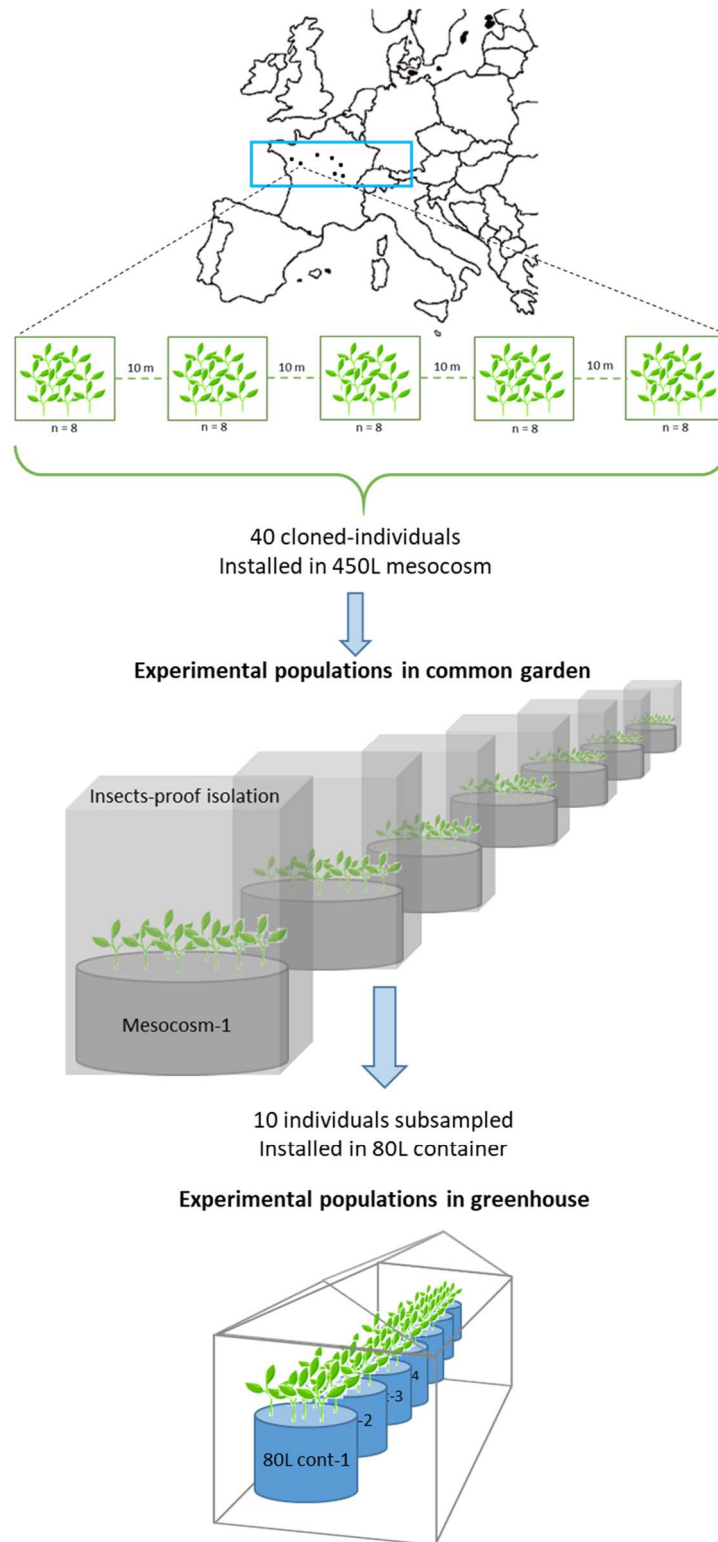 10 m
10 m
10 m
10 m
n = 8
n = 8
n = 8
n = 8
n = 8
40 cloned-individuals
Installed in 450L mesocosm
Experimental populations in common garden
Insects-proof isolation
Mesocosm-1
10 individuals subsampled
Installed in 80L container
Experimental populations in greenhouse
4
-3
-2
80L cont-1